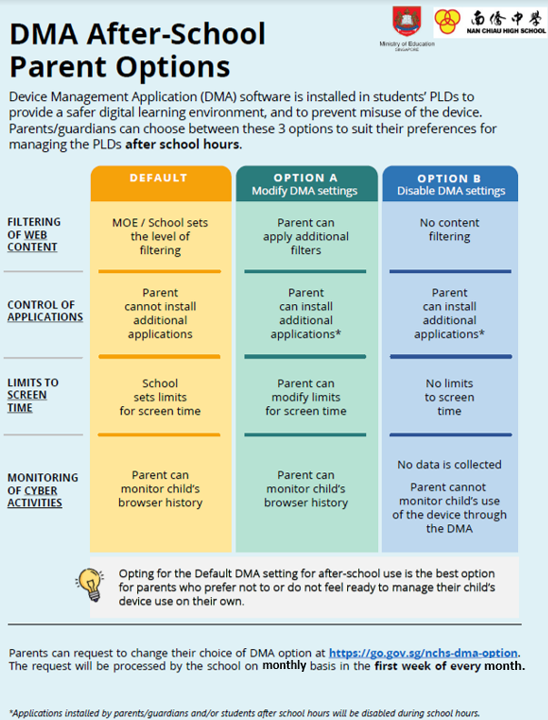 DMA After-School
Parent Options
Ministry of Education
SINGAPORE
南僑中學
NAN CHIAU HIGH SCHOOL
Device Management Application (DMA) software is installed in students’ PLDs to
provide a safer digital learning environment, and to prevent misuse of the device.
Parents/guardians can choose between these 3 options to suit their preferences for
managing the PLDs after school hours.
DEFAULT
OPTION A
Modify DMA settings
OPTION B
Disable DMA settings
FILTERING
OF WEB
CONTENT
MOE / School sets
the level of
filtering
Parent can
apply additional
filters
No content
filtering
CONTROL OF
APPLICATIONS
Parent
cannot install
additional
applications
Parent
can install
additional
applications*
Parent
can install
additional
applications*
LIMITS TO
SCREEN
TIME
School
sets limits
for screen time
Parent can
modify limits
for screen time
No limits
to screen
time
MONITORING
OF CYBER
ACTIVITIES
Parent can
monitor child’s
browser history
Parent can
monitor child’s
browser history
No data is collected
Parent cannot
monitor child’s use
of the device through
the DMA
Opting for the Default DMA setting for after-school use is the best option
for parents who prefer not to or do not feel ready to manage their child’s
device use on their own.
Parents can request to change their choice of DMA option at https://go.gov.sg/nchs-dma-option.
The request will be processed by the school on monthly basis in the first week of every month.
*Applications installed by parents/guardians and/or students after school hours will be disabled during school hours.